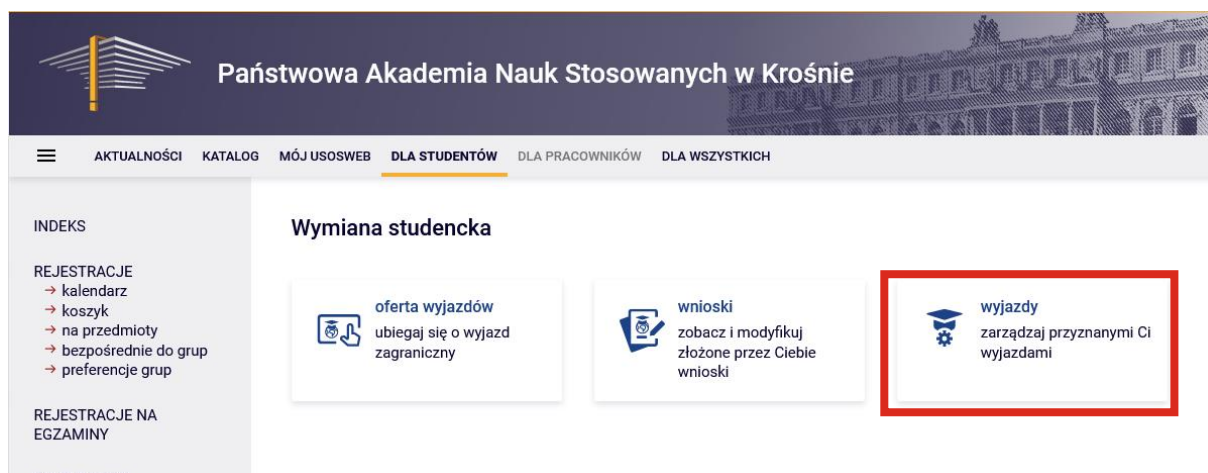 Państwowa Akademia Nauk Stosowanych w Krośnie
AKTUALNOŚCI KATALOG MÓJ USOSWEB DLA STUDENTÓW DLA PRACOWNIKÓW DLA WSZYSTKICH
INDEKS
REJESTRACJE
→ kalendarz
→ koszyk
→ na przedmioty
→ bezpośrednie do grup
→ preferencje grup
REJESTRACJE NA
EGZAMINY
Wymiana studencka
oferta wyjazdów
ubiegaj się o wyjazd
zagraniczny
wnioski
zobacz i modyfikuj
złożone przez Ciebie
wnioski
wyjazdy
zarządzaj przyznanymi Ci
wyjazdami